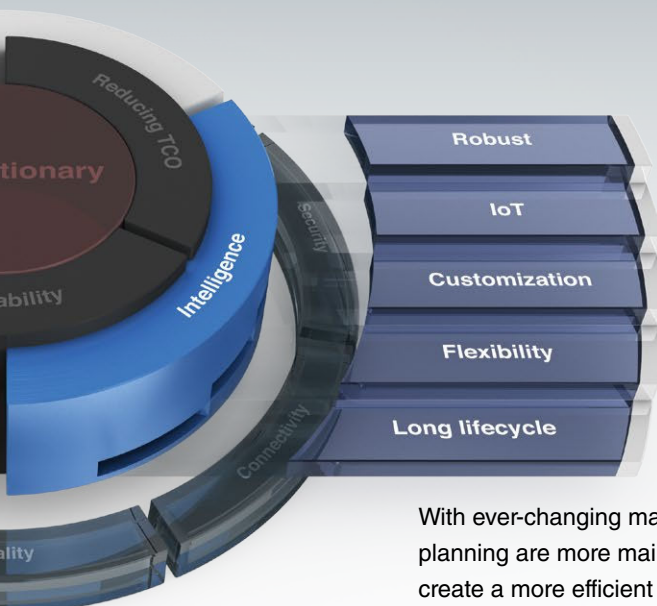 Reducing TCO
tionary
Intelligence
Security
ability
Connectivity
ality
Robust
IoT
Customization
Flexibility
Long lifecycle
With ever-changing ma
planning are more mai
create a more efficient